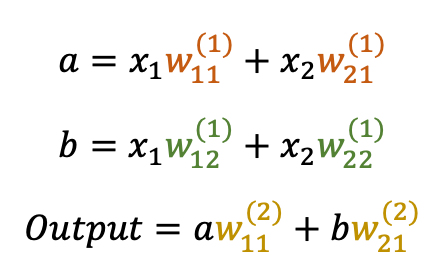 a = x₁w₁₁⁽¹⁾ + x₂w₂₁⁽¹⁾
b = x₁w₁₂⁽¹⁾ + x₂w₂₂⁽¹⁾
Output = aw₁₁⁽²⁾ + bw₂₁⁽²⁾